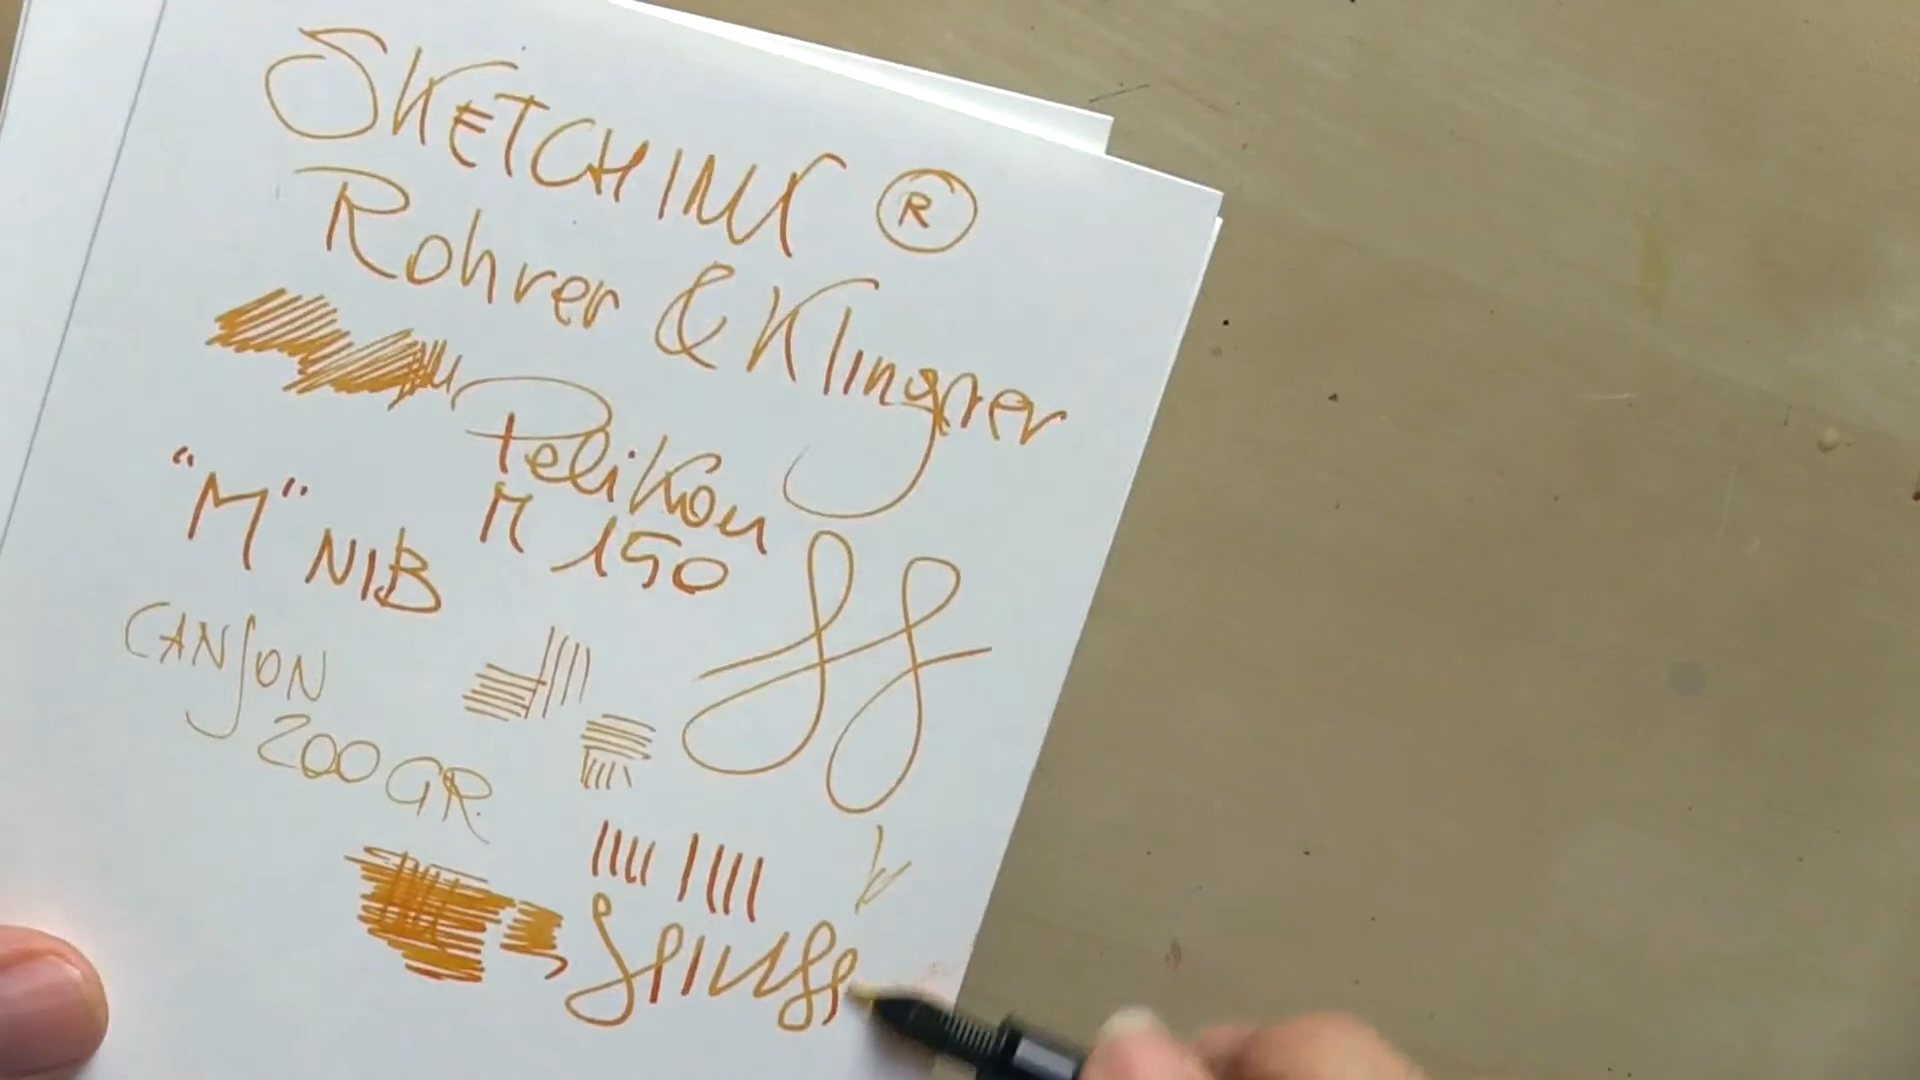 SKETCHINK ®
Rohrer & Klingner
Pelikan
M 150
"M" NIB
CANSON
200 GR